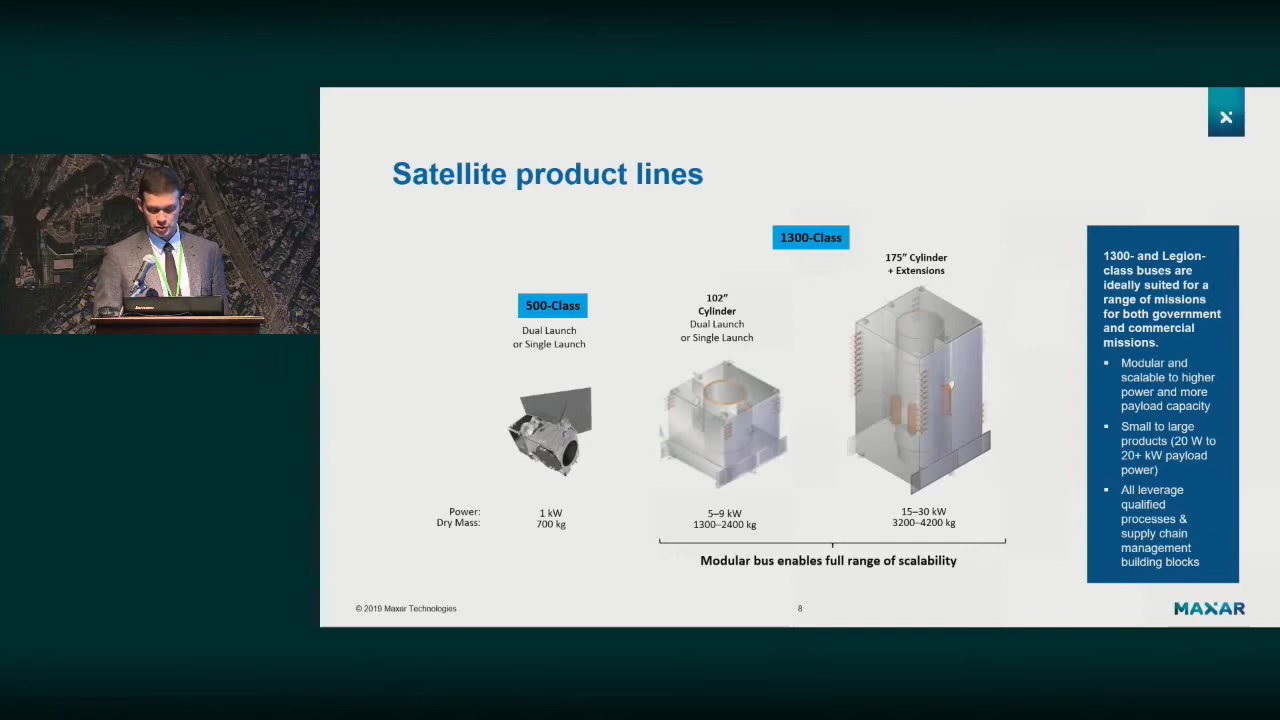 Satellite product lines
1300-Class
175″ Cylinder
+ Extensions
500-Class
Dual Launch
or Single Launch
102″
Cylinder
Dual Launch
or Single Launch
Power:
Dry Mass:
1 kW
700 kg
5–9 kW
1300–2400 kg
15–30 kW
3200–4200 kg
Modular bus enables full range of scalability
1300- and Legion-
class buses are
ideally suited for a
range of missions
for both government
and commercial
missions.
▪ Modular and
scalable to higher
power and more
payload capacity
▪ Small to large
products (20 W to
20+ kW payload
power)
▪ All leverage
qualified
processes &
supply chain
management
building blocks
© 2019 Maxar Technologies
8
MAXAR